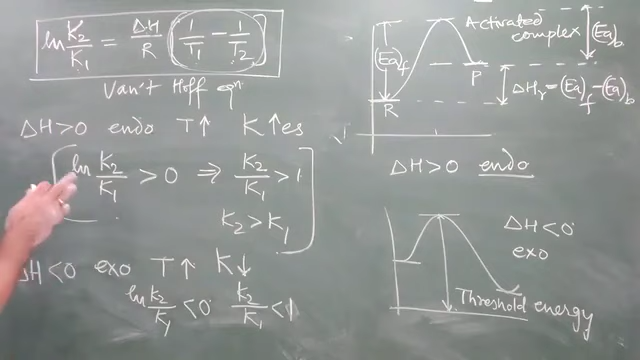 ln K₂/K₁ = ΔH/R (1/T₁ − 1/T₂)
Van't Hoff eqn
ΔH>0 endo T↑ K↑es
ln K₂/K₁ > 0 ⇒ K₂/K₁ > 1
K₂ > K₁
ΔH<0 exo T↑ K↓
ln K₂/K₁ < 0 K₂/K₁ < 1
Activated complex
(Ea)b
(Ea)f
P
R
ΔHr = (Ea)f − (Ea)b
ΔH>0 endo
ΔH<0
exo
Threshold energy